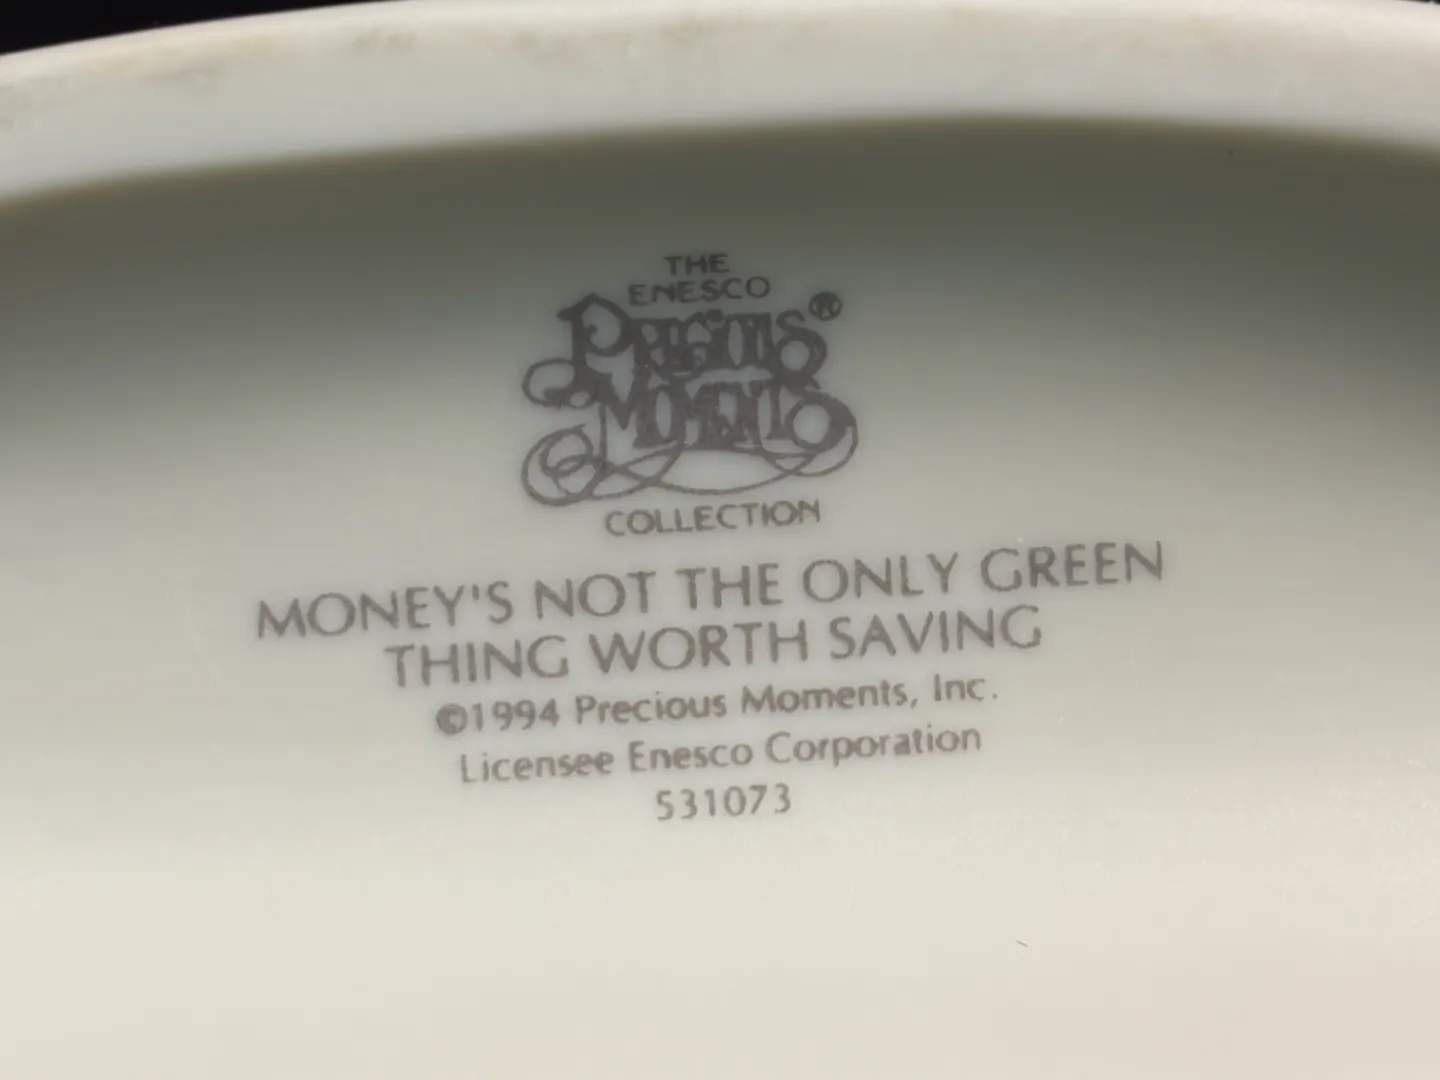 THE
ENESCO
PRECIOUS®
MOMENTS
COLLECTION
MONEY'S NOT THE ONLY GREEN
THING WORTH SAVING
©1994 Precious Moments, Inc.
Licensee Enesco Corporation
531073